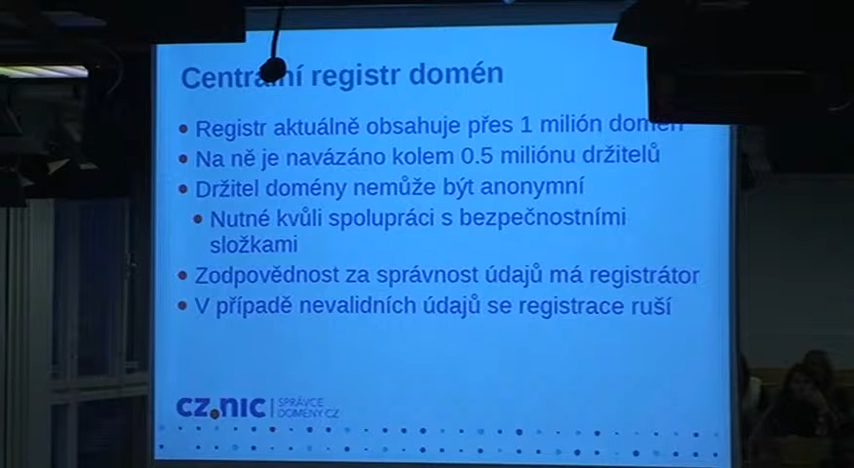 Centrální registr domén
Registr aktuálně obsahuje přes 1 milión domén
Na ně je navázáno kolem 0.5 miliónu držitelů
Držitel domény nemůže být anonymní
Nutné kvůli spolupráci s bezpečnostními
složkami
Zodpovědnost za správnost údajů má registrátor
V případě nevalidních údajů se registrace ruší
CZ.NIC SPRÁVCE
DOMÉNY CZ